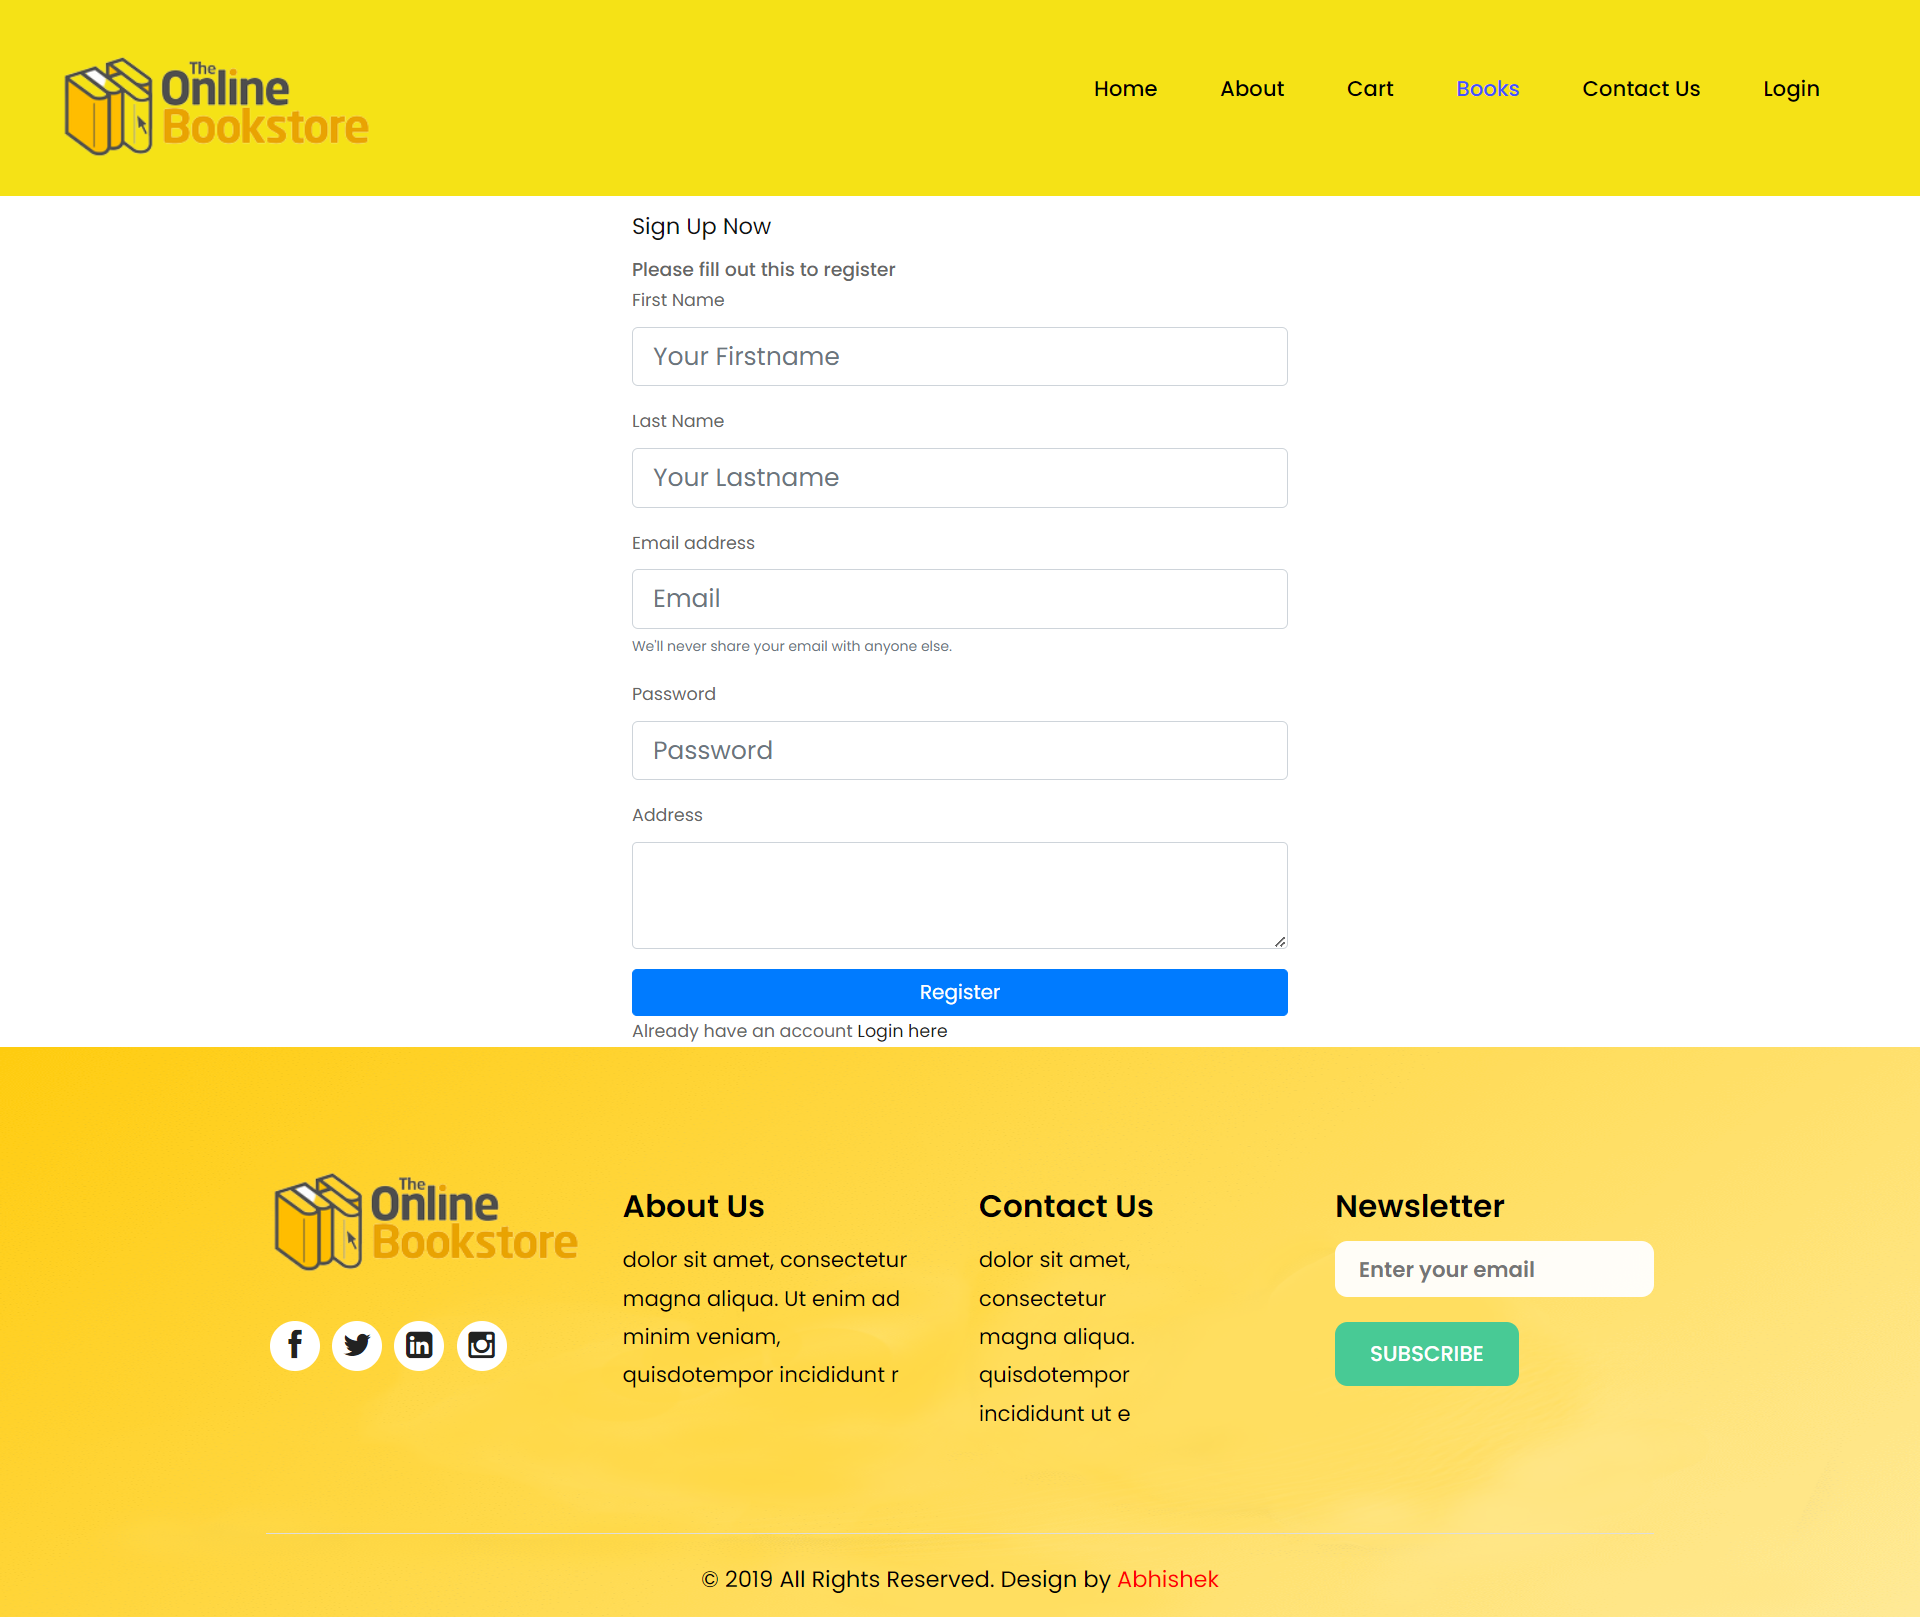 The
Online
Bookstore
Home About Cart Books Contact Us Login
Sign Up Now
Please fill out this to register
First Name
Your Firstname
Last Name
Your Lastname
Email address
Email
We'll never share your email with anyone else.
Password
Password
Address
Register
Already have an account Login here
The
Online
Bookstore
About Us
dolor sit amet, consectetur
magna aliqua. Ut enim ad
minim veniam,
quisdotempor incididunt r
Contact Us
dolor sit amet,
consectetur
magna aliqua.
quisdotempor
incididunt ut e
Newsletter
Enter your email
SUBSCRIBE
© 2019 All Rights Reserved. Design by Abhishek